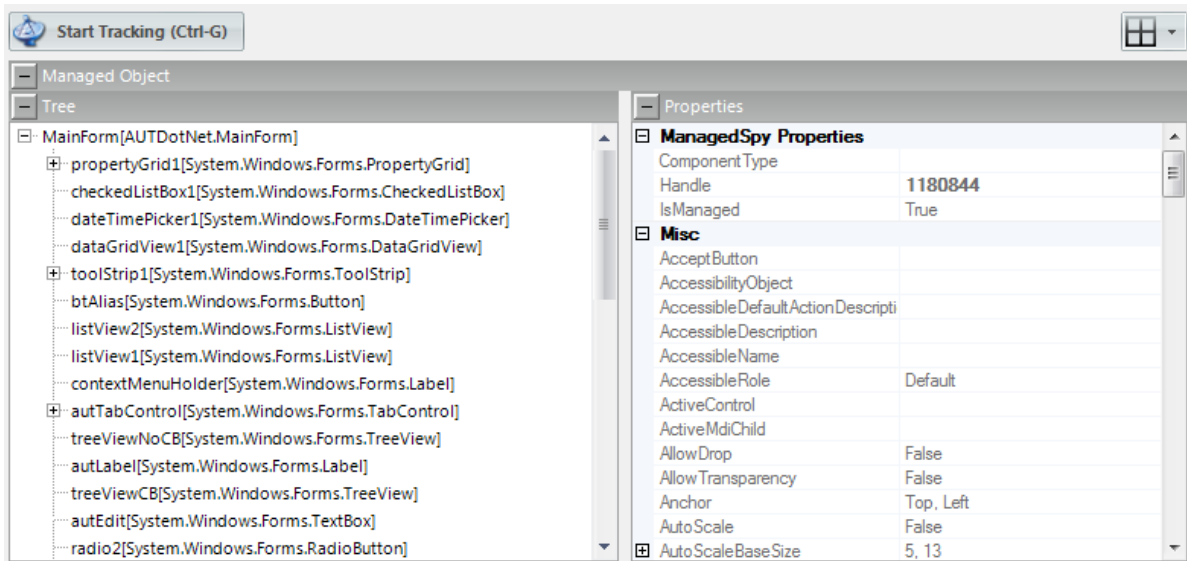 Start Tracking (Ctrl-G)
Managed Object
Tree
MainForm[AUTDotNet.MainForm]
propertyGrid1[System.Windows.Forms.PropertyGrid]
checkedListBox1[System.Windows.Forms.CheckedListBox]
dateTimePicker1[System.Windows.Forms.DateTimePicker]
dataGridView1[System.Windows.Forms.DataGridView]
toolStrip1[System.Windows.Forms.ToolStrip]
btAlias[System.Windows.Forms.Button]
listView2[System.Windows.Forms.ListView]
listView1[System.Windows.Forms.ListView]
contextMenuHolder[System.Windows.Forms.Label]
autTabControl[System.Windows.Forms.TabControl]
treeViewNoCB[System.Windows.Forms.TreeView]
autLabel[System.Windows.Forms.Label]
treeViewCB[System.Windows.Forms.TreeView]
autEdit[System.Windows.Forms.TextBox]
radio2[System.Windows.Forms.RadioButton]
Properties
ManagedSpy Properties
ComponentType
Handle 1180844
IsManaged True
Misc
AcceptButton
AccessibilityObject
AccessibleDefaultActionDescripti
AccessibleDescription
AccessibleName
AccessibleRole Default
ActiveControl
ActiveMdiChild
AllowDrop False
AllowTransparency False
Anchor Top, Left
AutoScale False
AutoScaleBaseSize 5, 13